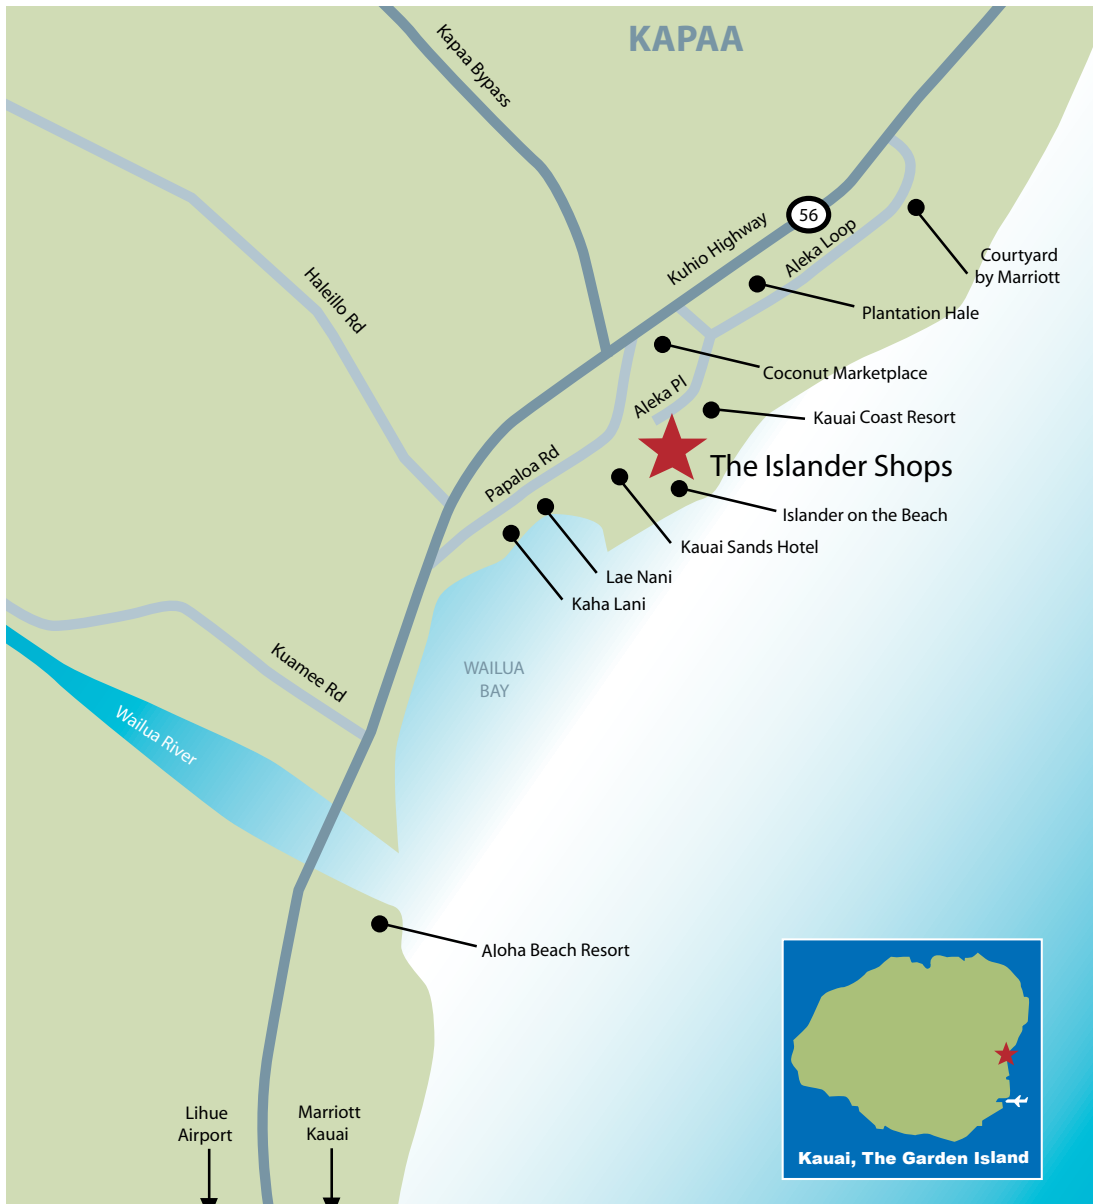 KAPAA
Kapaa Bypass
56
Kuhio Highway
Aleka Loop
Courtyard
by Marriott
Haleillo Rd
Plantation Hale
Coconut Marketplace
Aleka Pl
Kauai Coast Resort
The Islander Shops
Papaloa Rd
Islander on the Beach
Kauai Sands Hotel
Lae Nani
Kaha Lani
Kuamee Rd
WAILUA
BAY
Wailua River
Aloha Beach Resort
Lihue
Airport
Marriott
Kauai
Kauai, The Garden Island